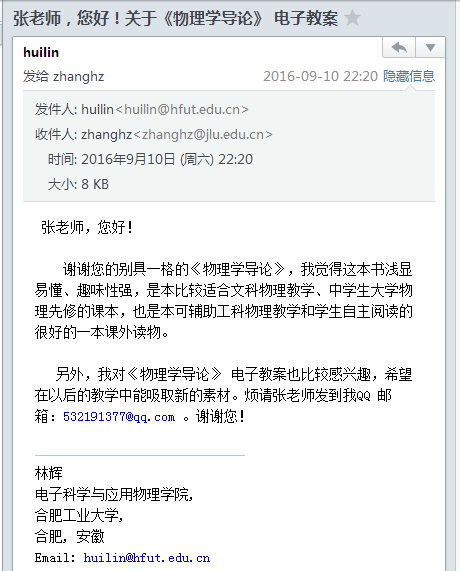 张老师，您好！关于《物理学导论》 电子教案
huilin
发给 zhanghz 2016-09-10 22:20 隐藏信息
发件人: huilin<huilin@hfut.edu.cn>
收件人: zhanghz<zhanghz@jlu.edu.cn>
时间: 2016年9月10日 (周六) 22:20
大小: 8 KB
张老师，您好！
谢谢您的别具一格的《物理学导论》，我觉得这本书浅显
易懂、趣味性强，是本比较适合文科物理教学、中学生大学物
理先修的课本，也是本可辅助工科物理教学和学生自主阅读的
很好的一本课外读物。
另外，我对《物理学导论》 电子教案也比较感兴趣，希望
在以后的教学中能吸取新的素材。烦请张老师发到我QQ 邮
箱：532191377@qq.com 。谢谢您！
林辉
电子科学与应用物理学院，
合肥工业大学，
合肥，安徽
Email: huilin@hfut.edu.cn